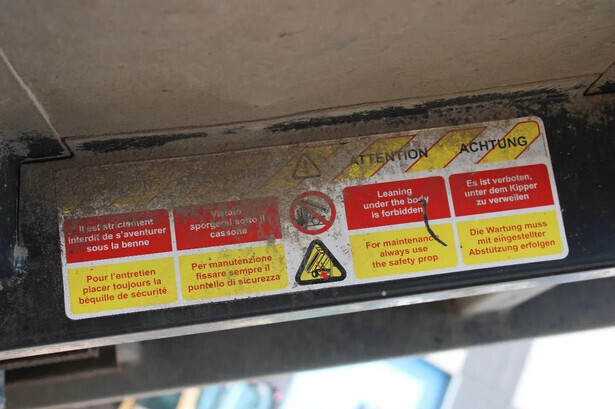 ATTENTION
ACHTUNG
Il est strictement
interdit de s'aventurer
sous la benne
Vietato
sporgersi sotto il
cassone
Leaning
under the body
is forbidden
Es ist verboten,
unter dem Kipper
zu verweilen
Pour l'entretien
placer toujours la
béquille de sécurité
Per manutenzione
fissare sempre il
puntello di sicurezza
For maintenance
always use
the safety prop
Die Wartung muss
mit eingestellter
Abstützung erfolgen